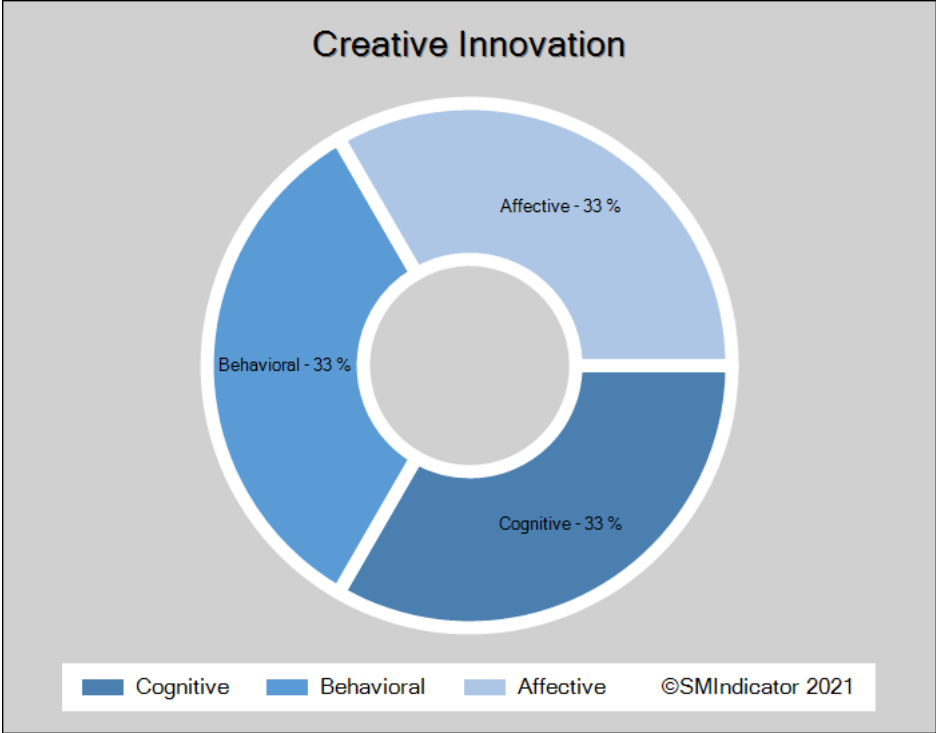 Creative Innovation
Affective - 33 %
Behavioral - 33 %
Cognitive - 33 %
Cognitive Behavioral Affective ©SMIndicator 2021